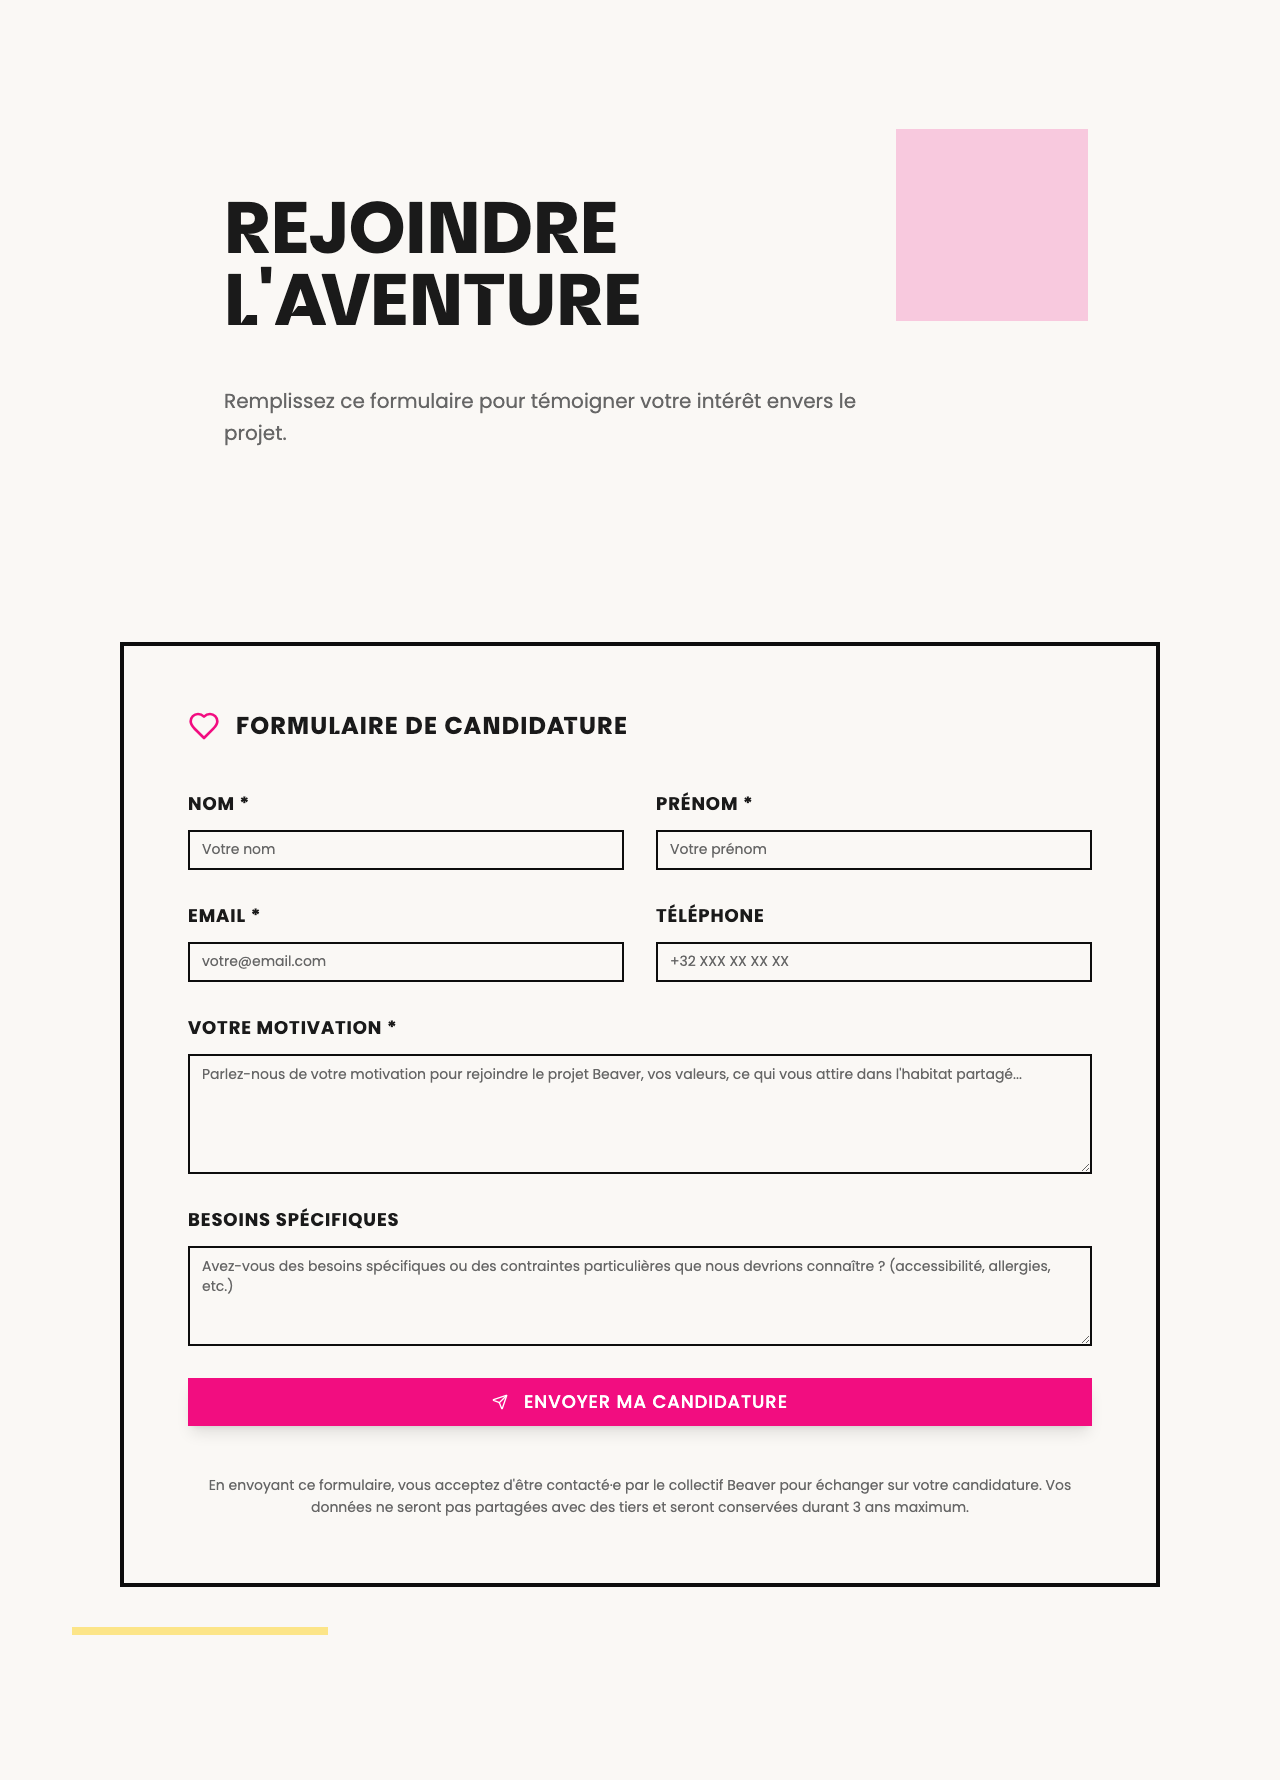 REJOINDRE
L'AVENTURE
Remplissez ce formulaire pour témoigner votre intérêt envers le
projet.
FORMULAIRE DE CANDIDATURE
NOM *
PRÉNOM *
Votre nom
Votre prénom
EMAIL *
TÉLÉPHONE
votre@email.com
+32 XXX XX XX XX
VOTRE MOTIVATION *
Parlez-nous de votre motivation pour rejoindre le projet Beaver, vos valeurs, ce qui vous attire dans l'habitat partagé...
BESOINS SPÉCIFIQUES
Avez-vous des besoins spécifiques ou des contraintes particulières que nous devrions connaître ? (accessibilité, allergies,
etc.)
ENVOYER MA CANDIDATURE
En envoyant ce formulaire, vous acceptez d'être contacté·e par le collectif Beaver pour échanger sur votre candidature. Vos
données ne seront pas partagées avec des tiers et seront conservées durant 3 ans maximum.